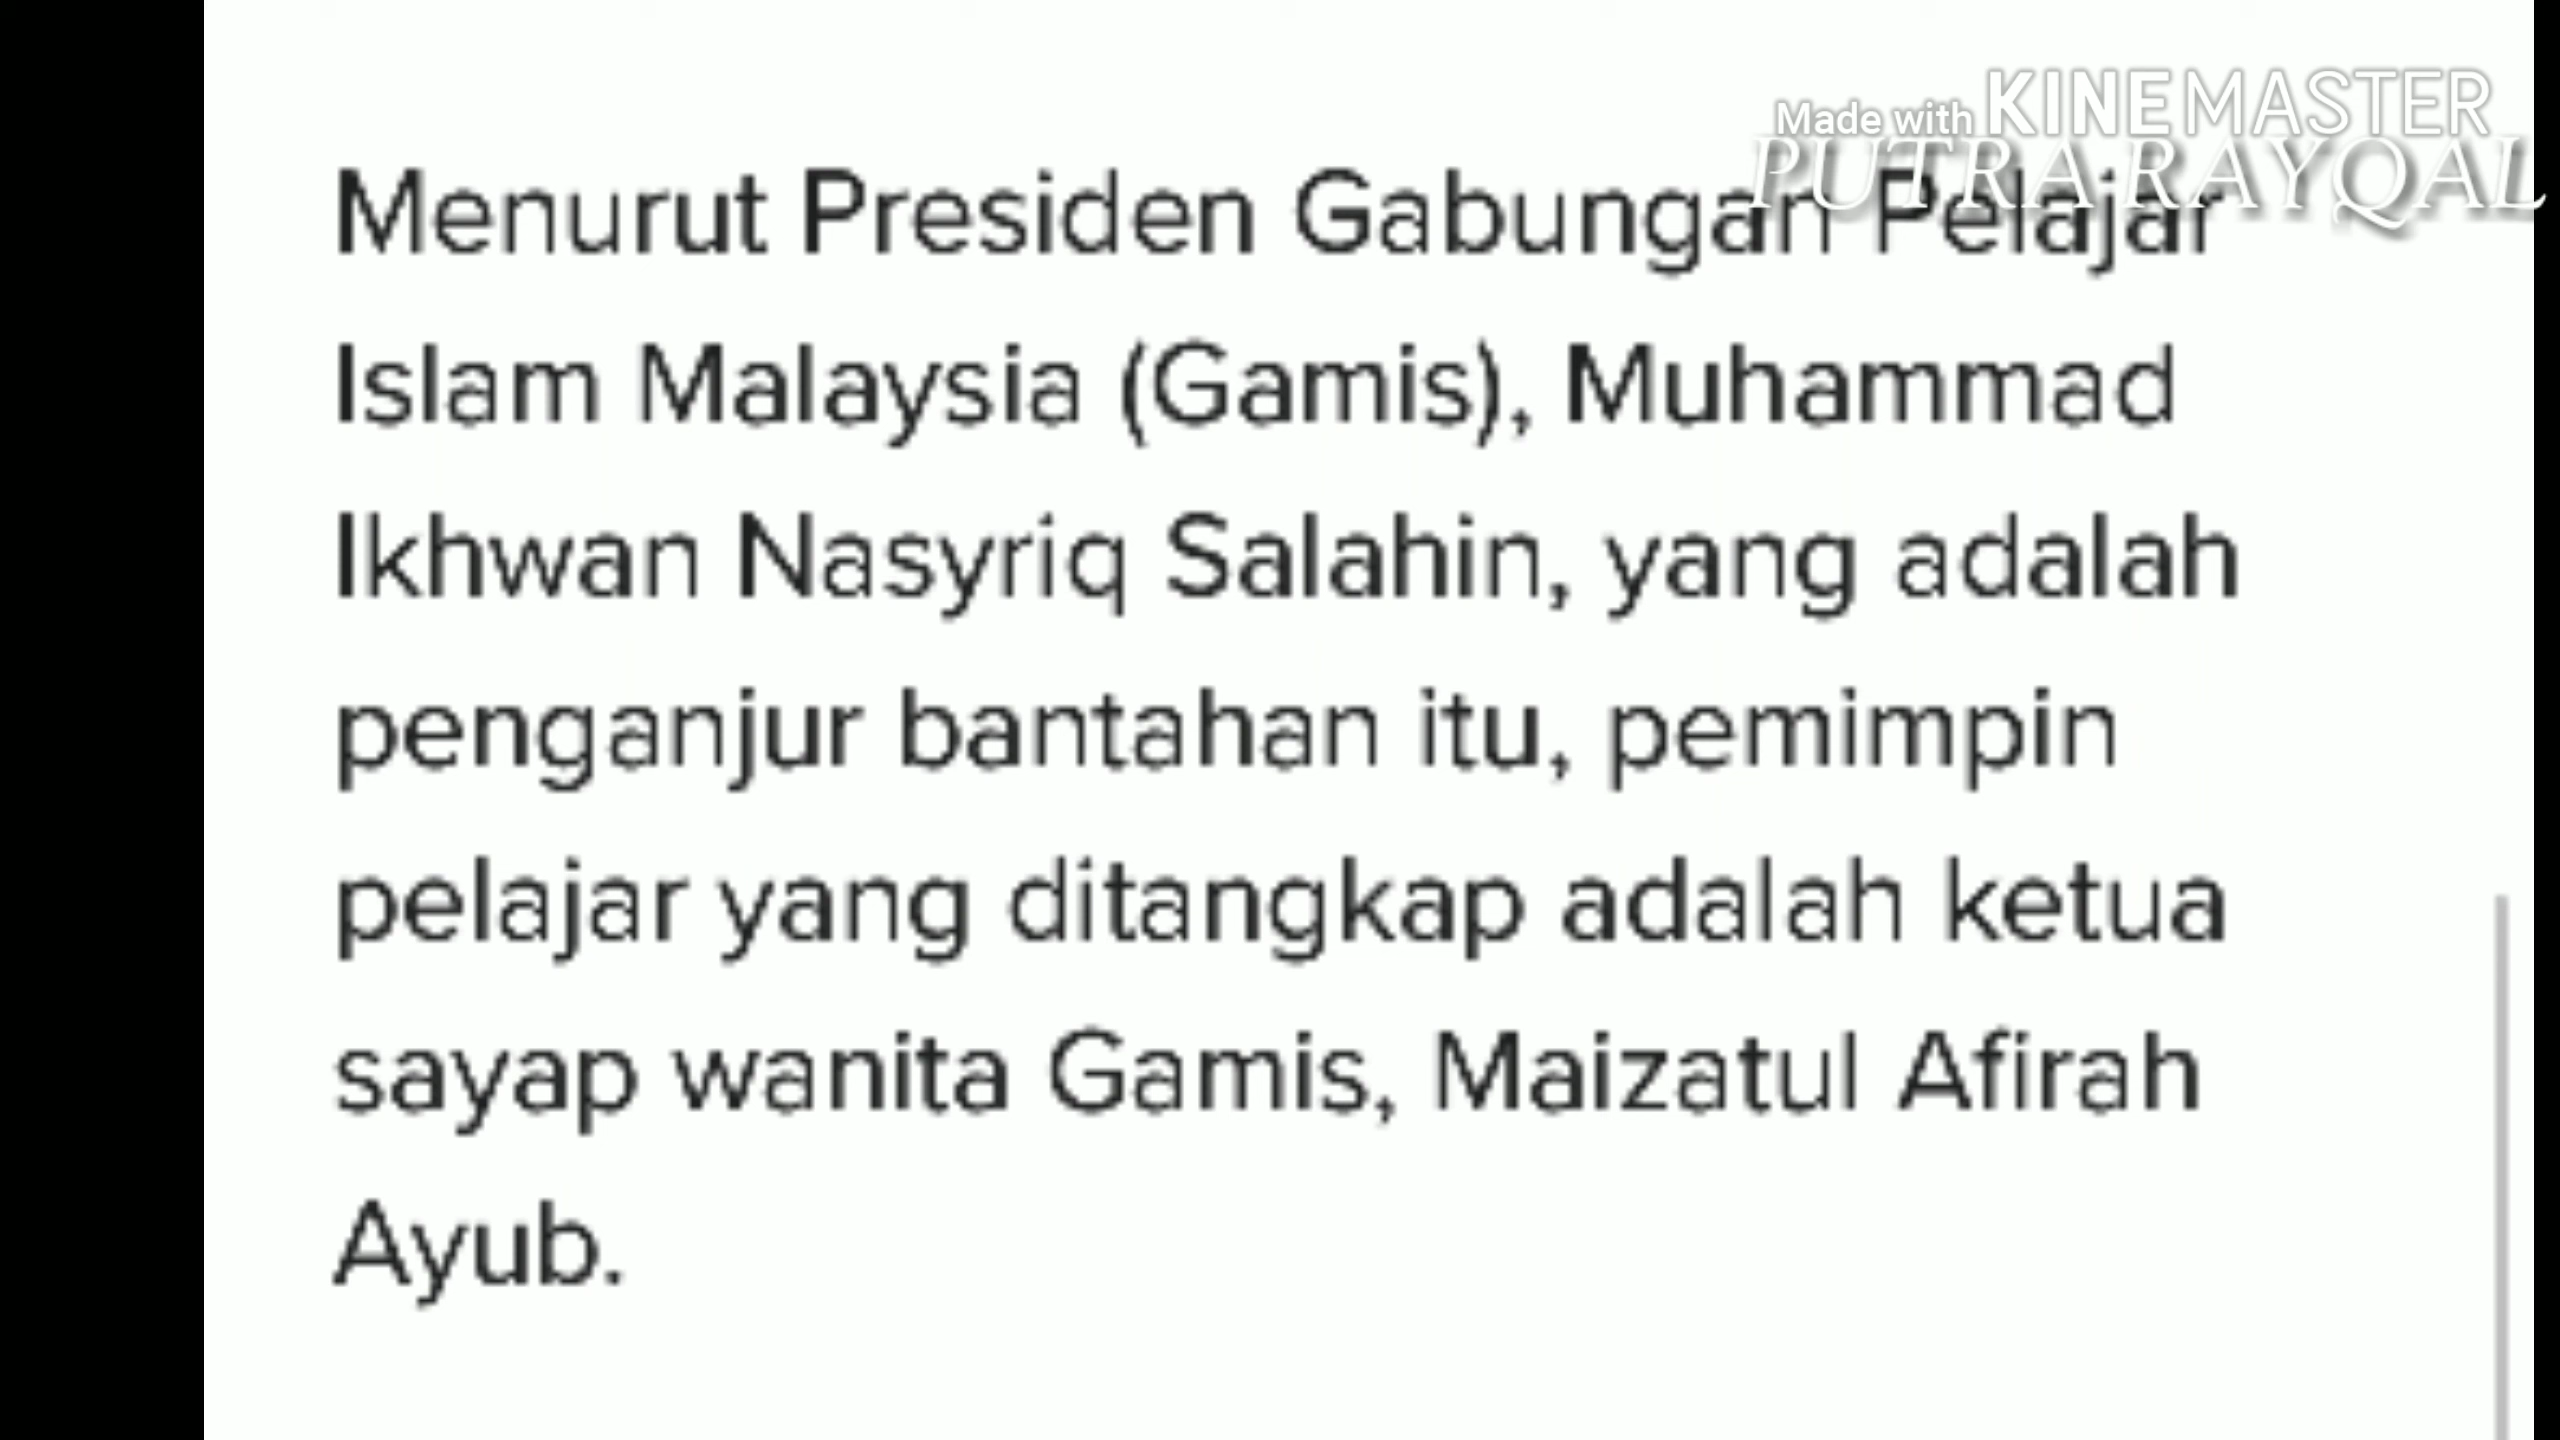 Made with KINEMASTER
PUTRA RAYQAL
Menurut Presiden Gabungan Pelajar
Islam Malaysia (Gamis), Muhammad
Ikhwan Nasyriq Salahin, yang adalah
penganjur bantahan itu, pemimpin
pelajar yang ditangkap adalah ketua
sayap wanita Gamis, Maizatul Afirah
Ayub.